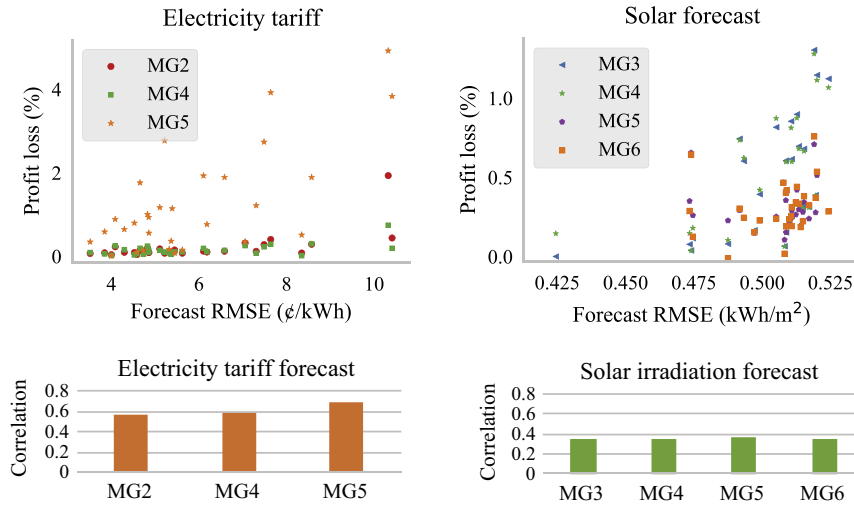 Electricity tariff
Profit loss (%)
4
2
0
MG2
MG4
MG5
4 6 8 10
Forecast RMSE (¢/kWh)
Solar forecast
Profit loss (%)
1.0
0.5
0.0
MG3
MG4
MG5
MG6
0.425 0.450 0.475 0.500 0.525
Forecast RMSE (kWh/m²)
Electricity tariff forecast
Correlation
0.8
0.6
0.4
0.2
0
MG2 MG4 MG5
Solar irradiation forecast
Correlation
0.8
0.6
0.4
0.2
0
MG3 MG4 MG5 MG6